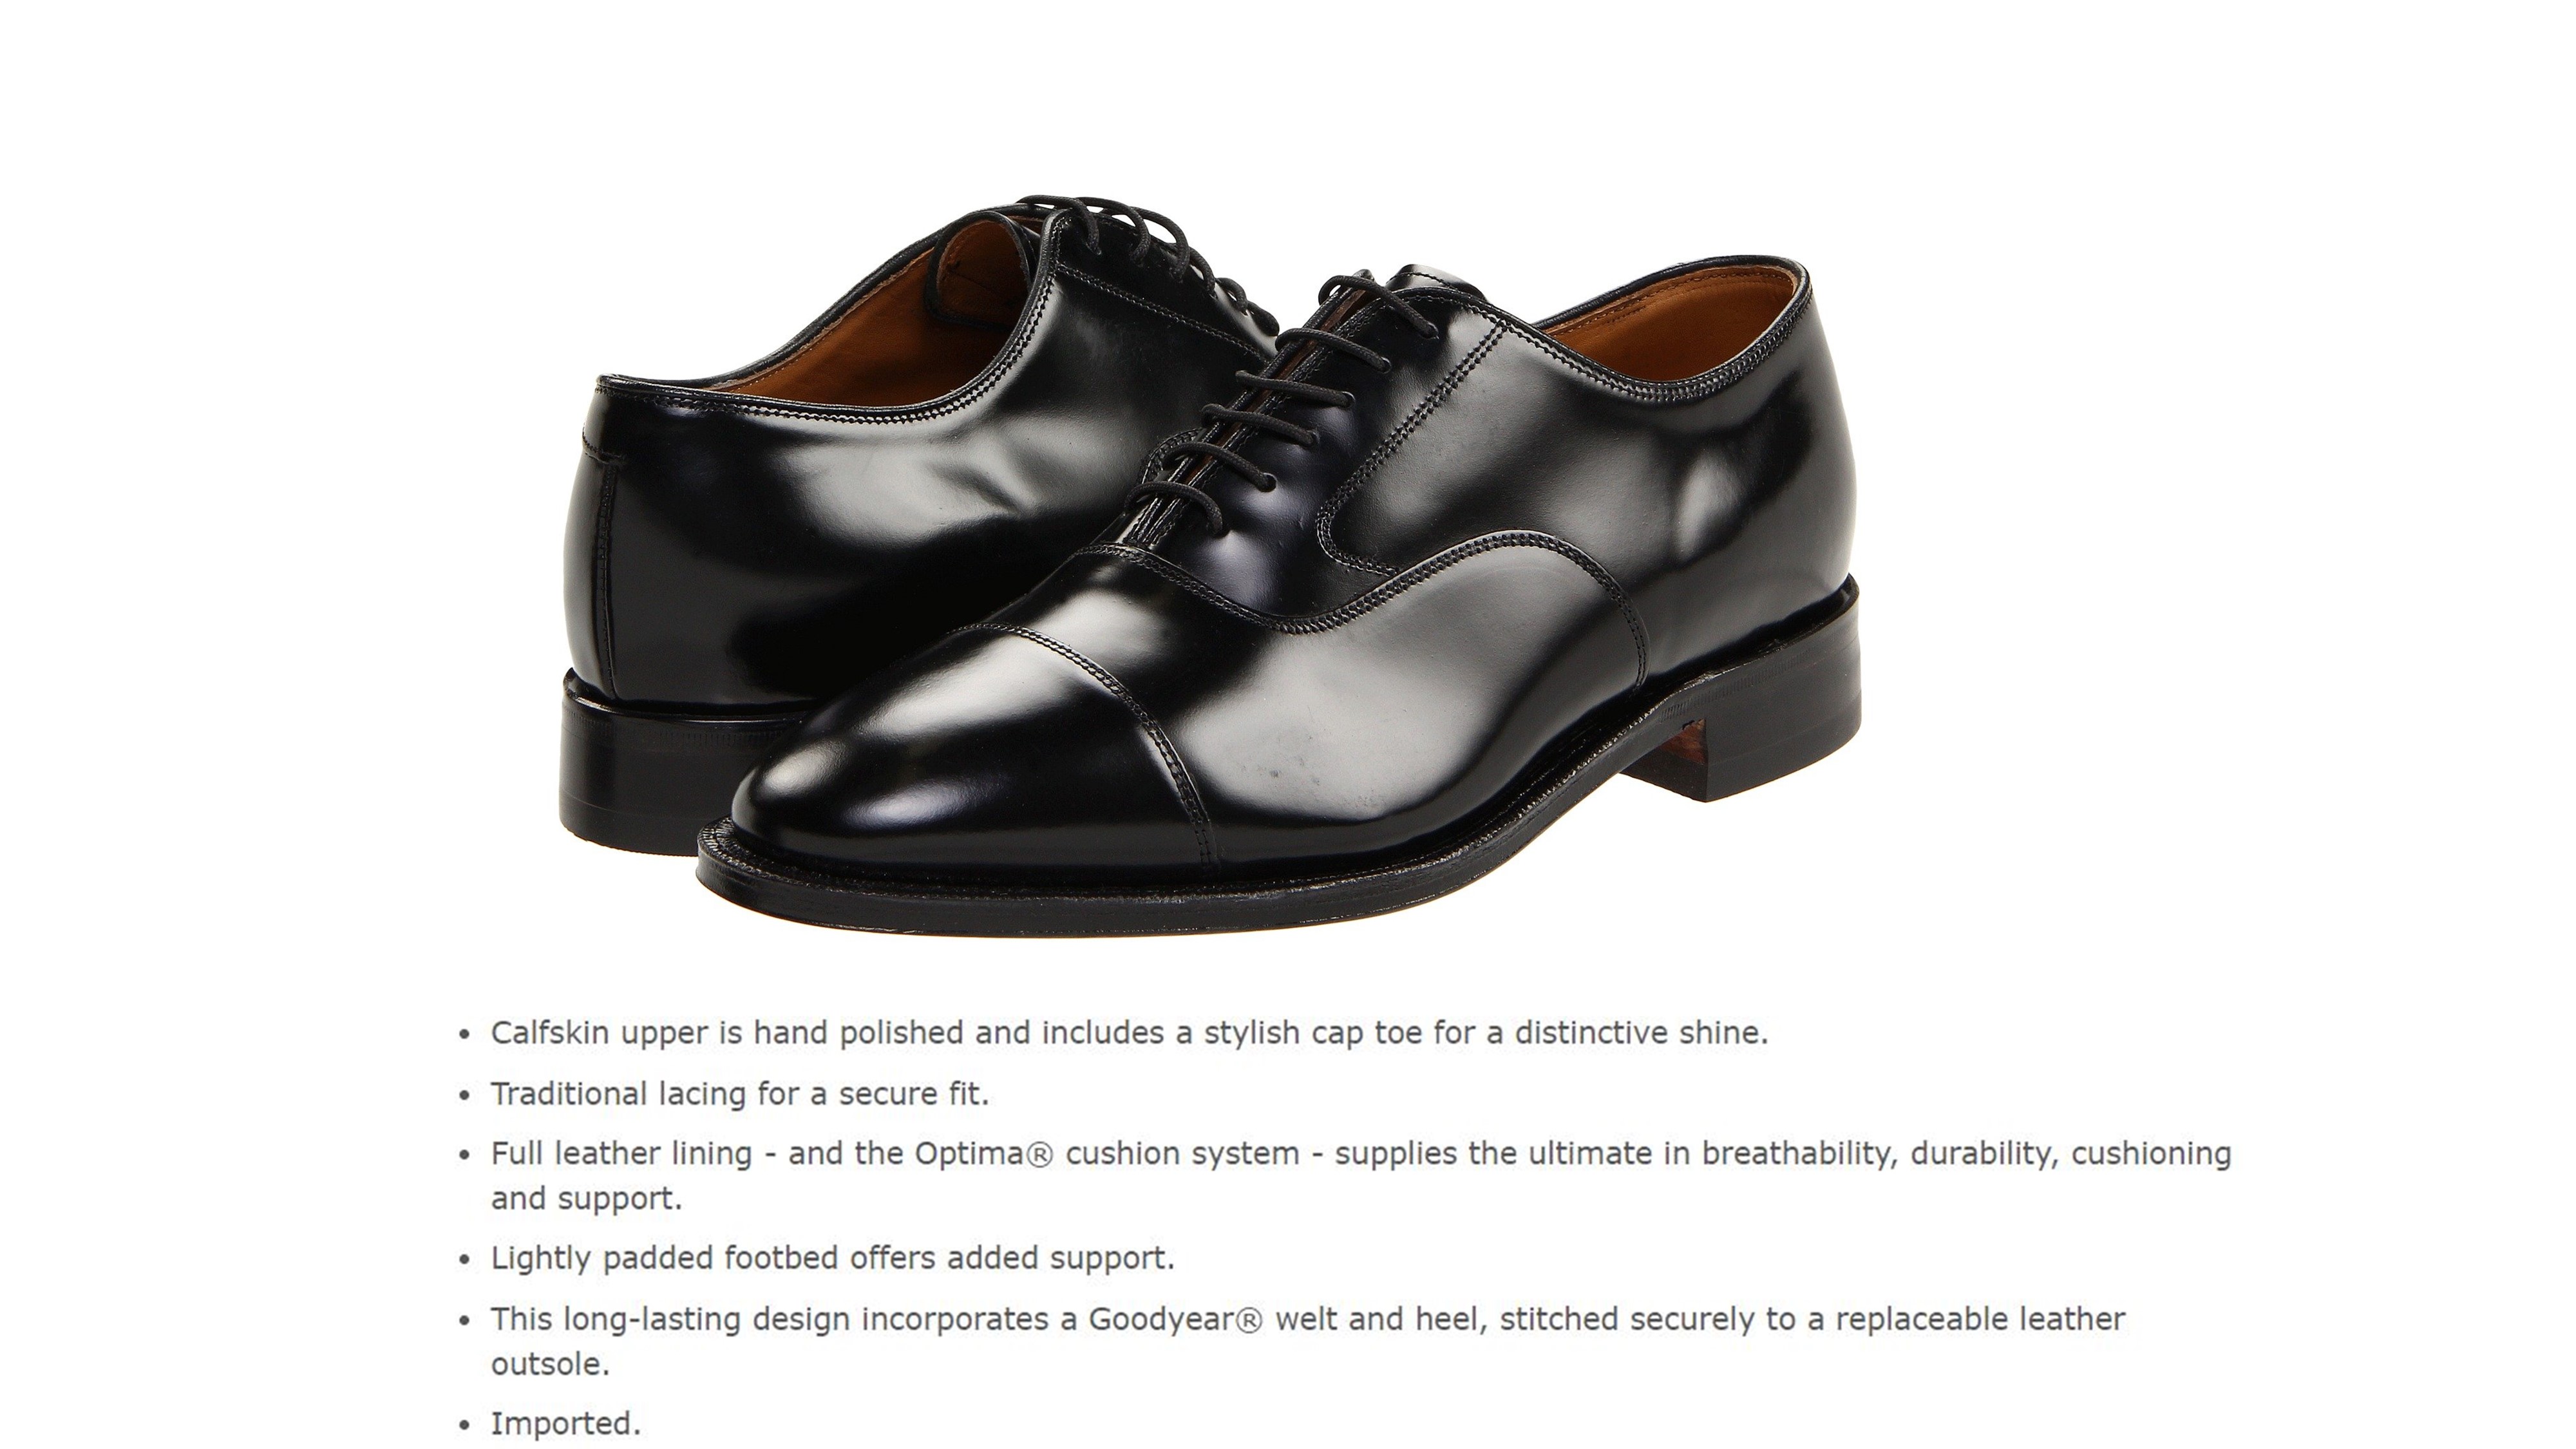 • Calfskin upper is hand polished and includes a stylish cap toe for a distinctive shine.
• Traditional lacing for a secure fit.
• Full leather lining - and the Optima® cushion system - supplies the ultimate in breathability, durability, cushioning
and support.
• Lightly padded footbed offers added support.
• This long-lasting design incorporates a Goodyear® welt and heel, stitched securely to a replaceable leather
outsole.
• Imported.